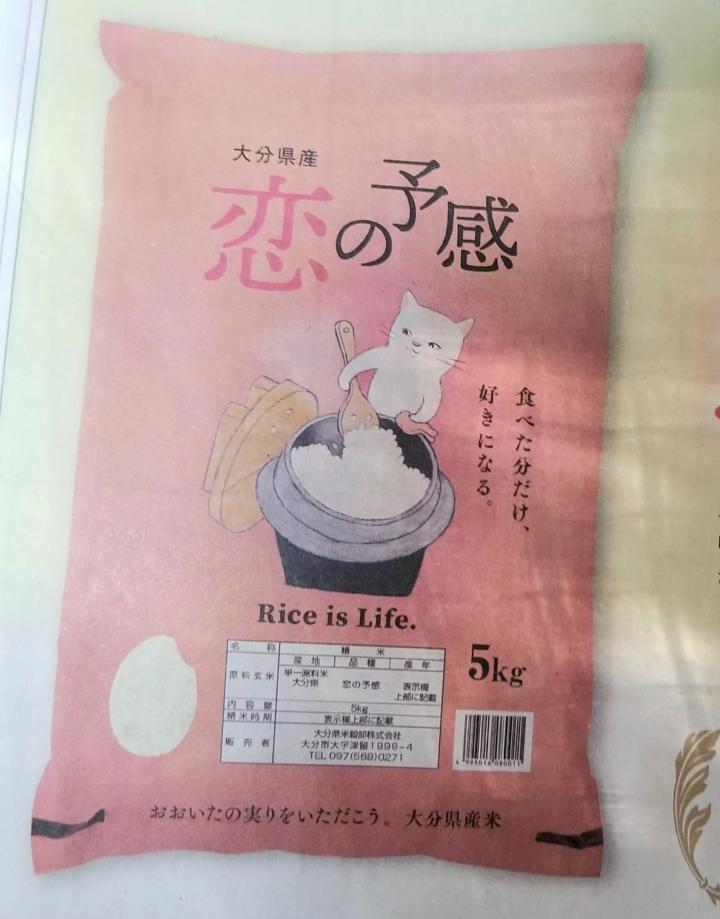 大分県産
恋の予感
食べた分だけ、
好きになる。
Rice is Life.
名称 精米
産地 品種 産年
原料玄米 単一原料米
大分県 恋の予感 表示欄
上部に記載
内容量 5kg
精米時期 表示欄上部に記載
販売者 大分県米穀卸株式会社
大分市大字津留1999-4
TEL 097(569)0271
5kg
おおいたの実りをいただこう。大分県産米